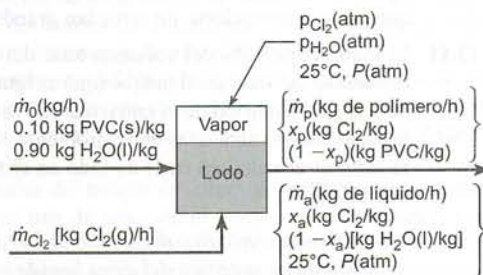 p_Cl₂(atm)
p_H₂O(atm)
25°C, P(atm)
ṁ₀(kg/h)
0.10 kg PVC(s)/kg
0.90 kg H₂O(l)/kg
Vapor
Lodo
ṁ_p(kg de polímero/h)
x_p(kg Cl₂/kg)
(1 – x_p)(kg PVC/kg)
ṁ_Cl₂ [kg Cl₂(g)/h]
ṁ_a(kg de líquido/h)
x_a(kg Cl₂/kg)
(1 – x_a)[kg H₂O(l)/kg]
25°C, P(atm)